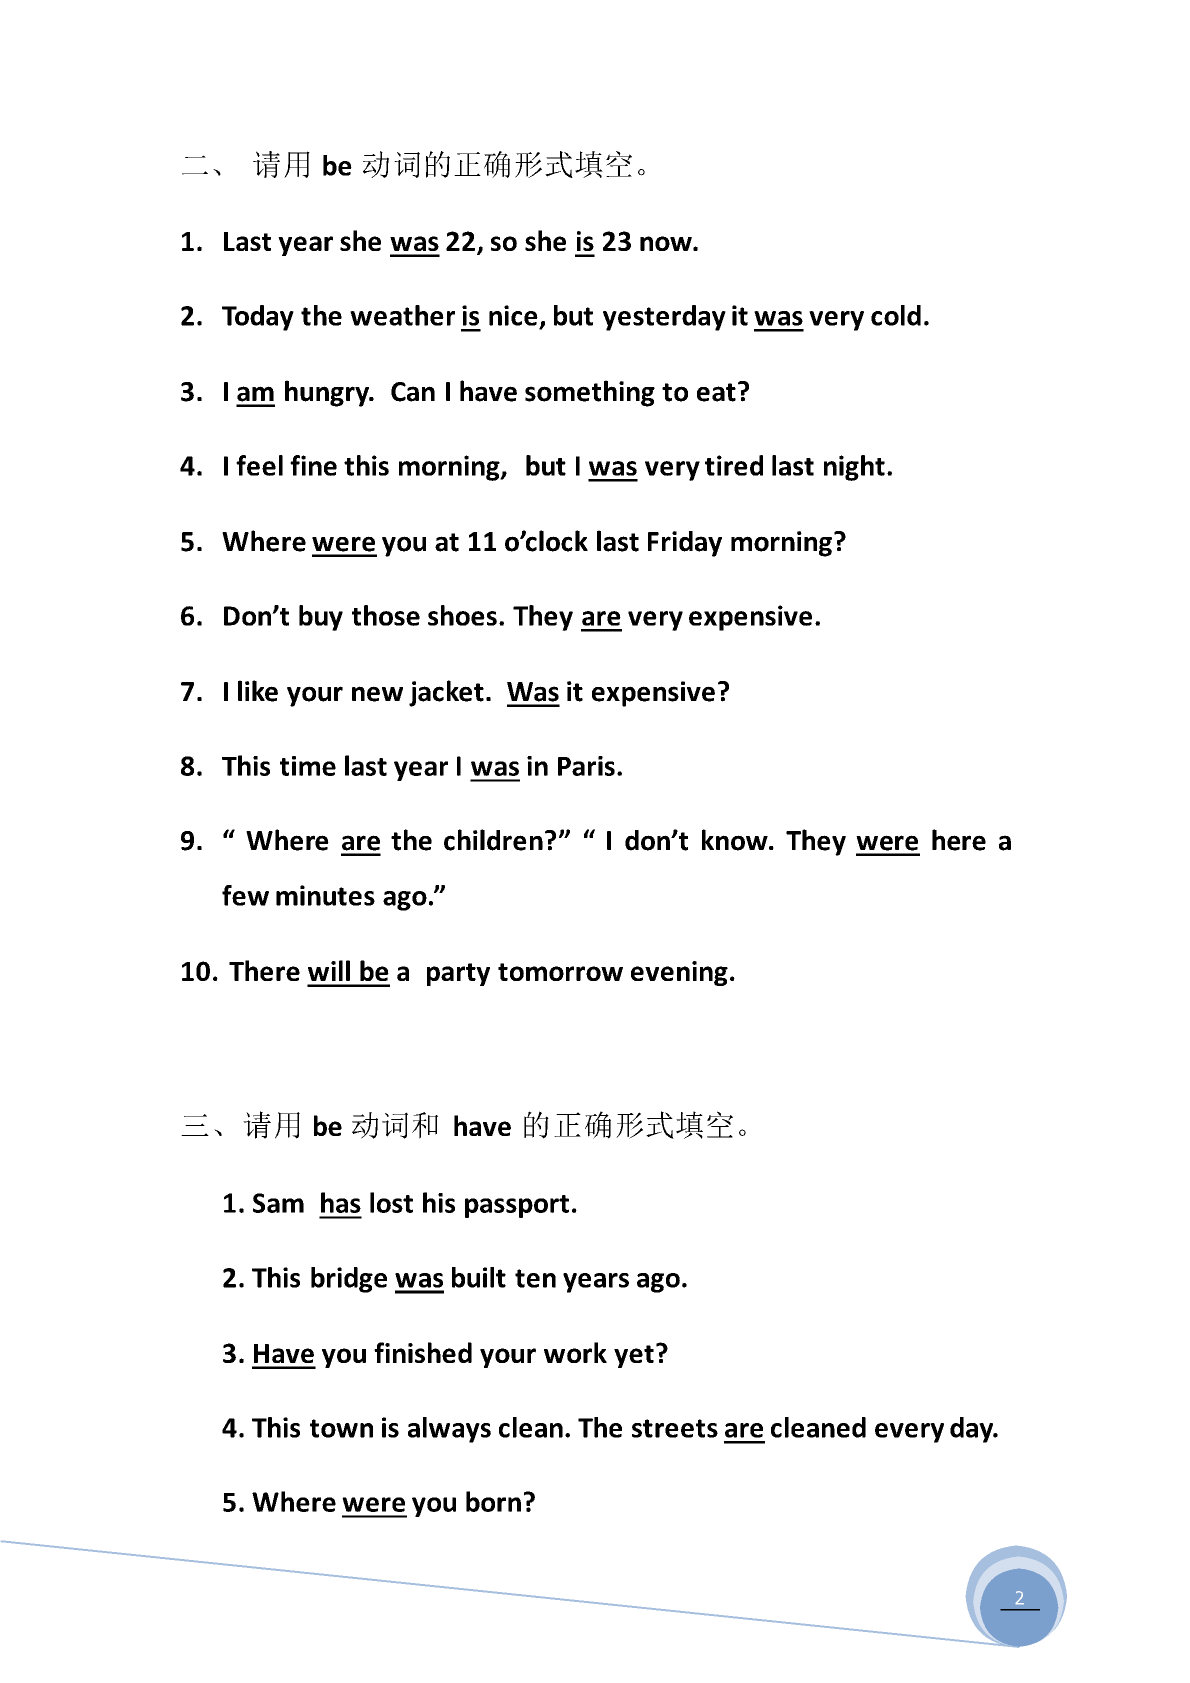 二、 请用 be 动词的正确形式填空。
1. Last year she was 22, so she is 23 now.
2. Today the weather is nice, but yesterday it was very cold.
3. I am hungry. Can I have something to eat?
4. I feel fine this morning, but I was very tired last night.
5. Where were you at 11 o’clock last Friday morning?
6. Don’t buy those shoes. They are very expensive.
7. I like your new jacket. Was it expensive?
8. This time last year I was in Paris.
9. “ Where are the children?” “ I don’t know. They were here a
few minutes ago.”
10. There will be a party tomorrow evening.
三、请用 be 动词和 have 的正确形式填空。
1. Sam has lost his passport.
2. This bridge was built ten years ago.
3. Have you finished your work yet?
4. This town is always clean. The streets are cleaned every day.
5. Where were you born?
2